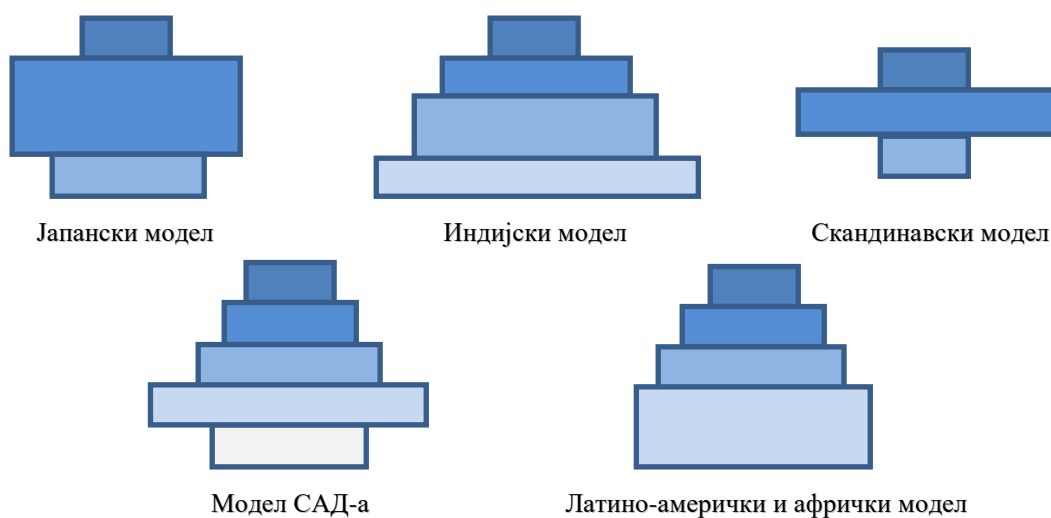 Јапански модел
Индијски модел
Скандинавски модел
Модел САД-а
Латино-амерички и афрички модел